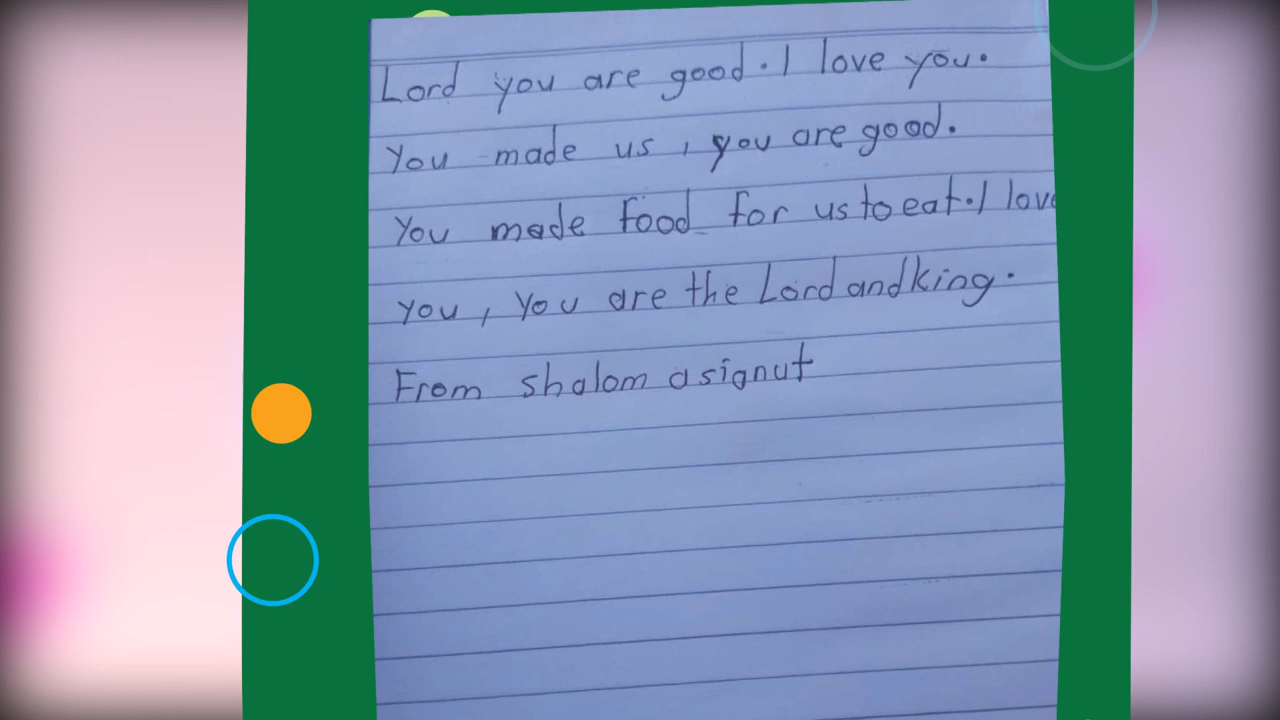 Lord you are good. I love you.
You made us, you are good.
You made food for us to eat. I love
you, You are the Lord and king.
From shalom asignut